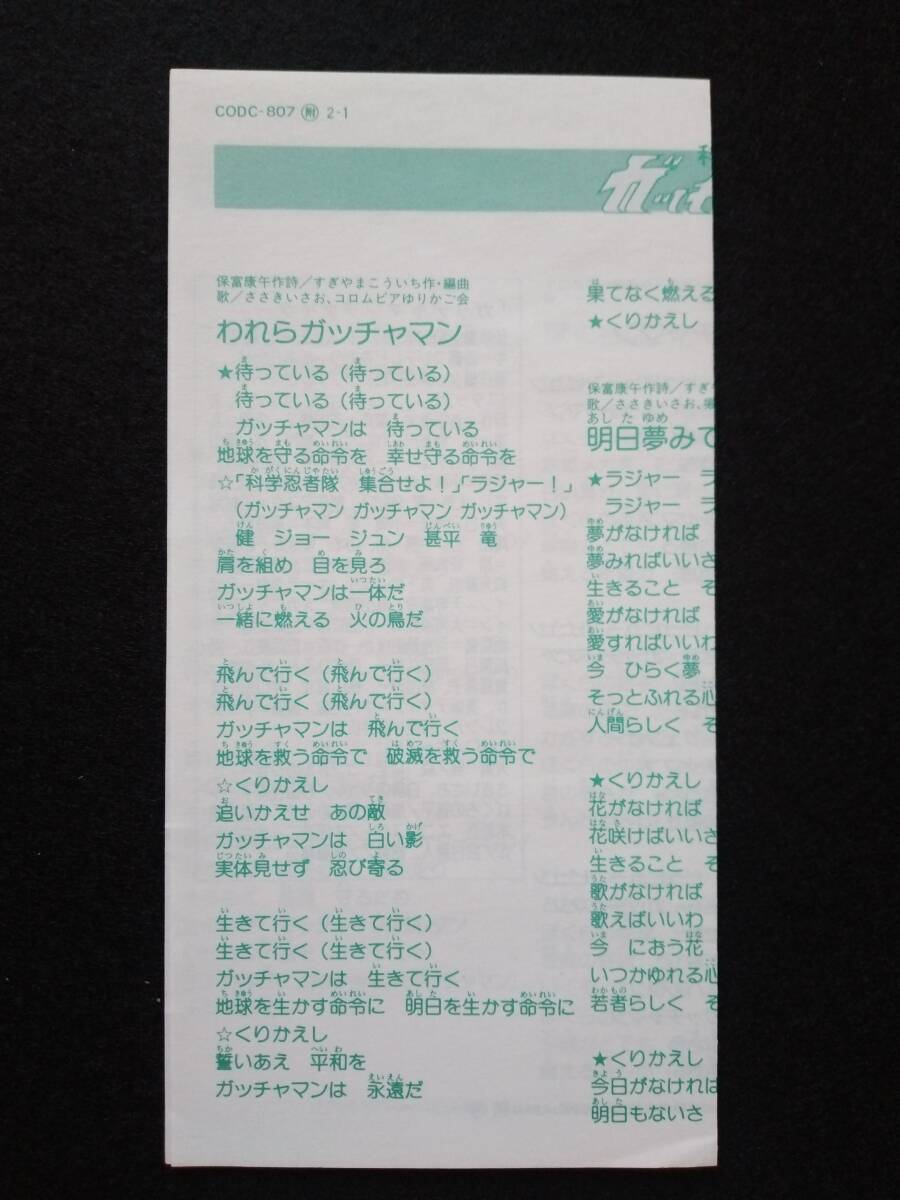 CODC-807 附 2-1
ガッチ
保富康午作詩／すぎやまこういち作・編曲
歌／ささきいさお、コロムビアゆりかご会
われらガッチャマン
★待っている（待っている）
待っている（待っている）
ガッチャマンは　待っている
地球を守る命令を　幸せ守る命令を
☆「科学忍者隊　集合せよ！」「ラジャー！」
（ガッチャマン ガッチャマン ガッチャマン）
健　ジョー　ジュン　甚平　竜
肩を組め　目を見ろ
ガッチャマンは一体だ
一緒に燃える　火の鳥だ
飛んで行く（飛んで行く）
飛んで行く（飛んで行く）
ガッチャマンは　飛んで行く
地球を救う命令で　破滅を救う命令で
☆くりかえし
追いかえせ　あの敵
ガッチャマンは　白い影
実体見せず　忍び寄る
生きて行く（生きて行く）
生きて行く（生きて行く）
ガッチャマンは　生きて行く
地球を生かす命令に　明日を生かす命令に
☆くりかえし
誓いあえ　平和を
ガッチャマンは　永遠だ
果てなく燃える
★くりかえし
保富康午作詩／すぎ
歌／ささきいさお、
明日夢みて
★ラジャー　ラ
ラジャー　ラ
夢がなければ
夢みればいいさ
生きること　そ
愛がなければ
愛すればいいわ
今　ひらく夢
そっとふれる心
人間らしく　そ
★くりかえし
花がなければ
花咲けばいいさ
生きること　そ
歌がなければ
歌えばいいわ
今　におう花
いつかゆれる心
若者らしく　そ
★くりかえし
今日がなければ
明日もないさ